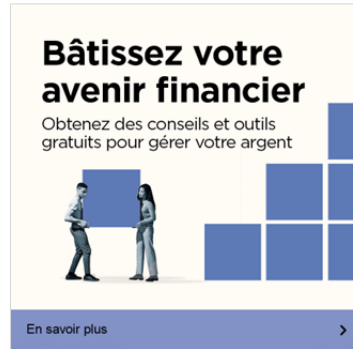 Bâtissez votre
avenir financier
Obtenez des conseils et outils
gratuits pour gérer votre argent
En savoir plus